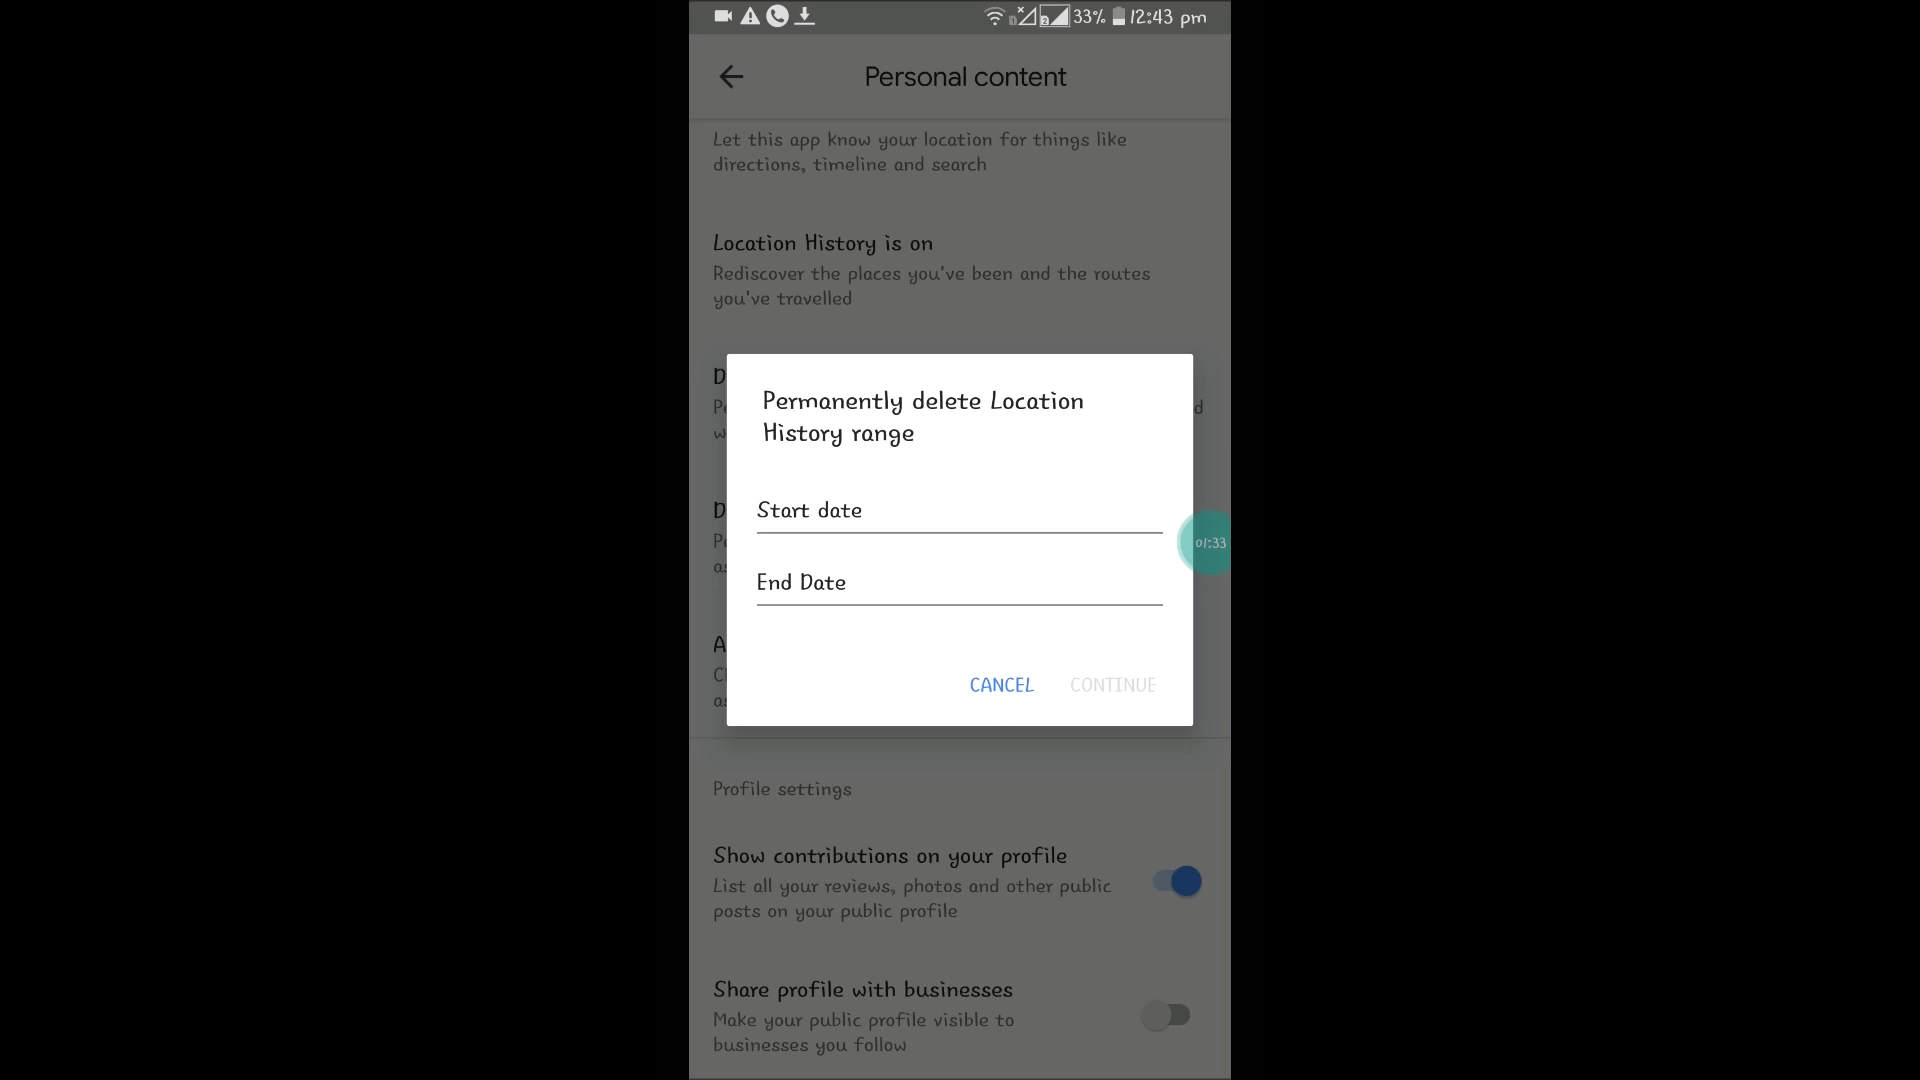 33% 12:43 pm
Personal content
Let this app know your location for things like
directions, timeline and search
Location History is on
Rediscover the places you've been and the routes
you've travelled
Permanently delete Location
History range
Start date
01:33
End Date
CANCEL CONTINUE
Profile settings
Show contributions on your profile
List all your reviews, photos and other public
posts on your public profile
Share profile with businesses
Make your public profile visible to
businesses you follow